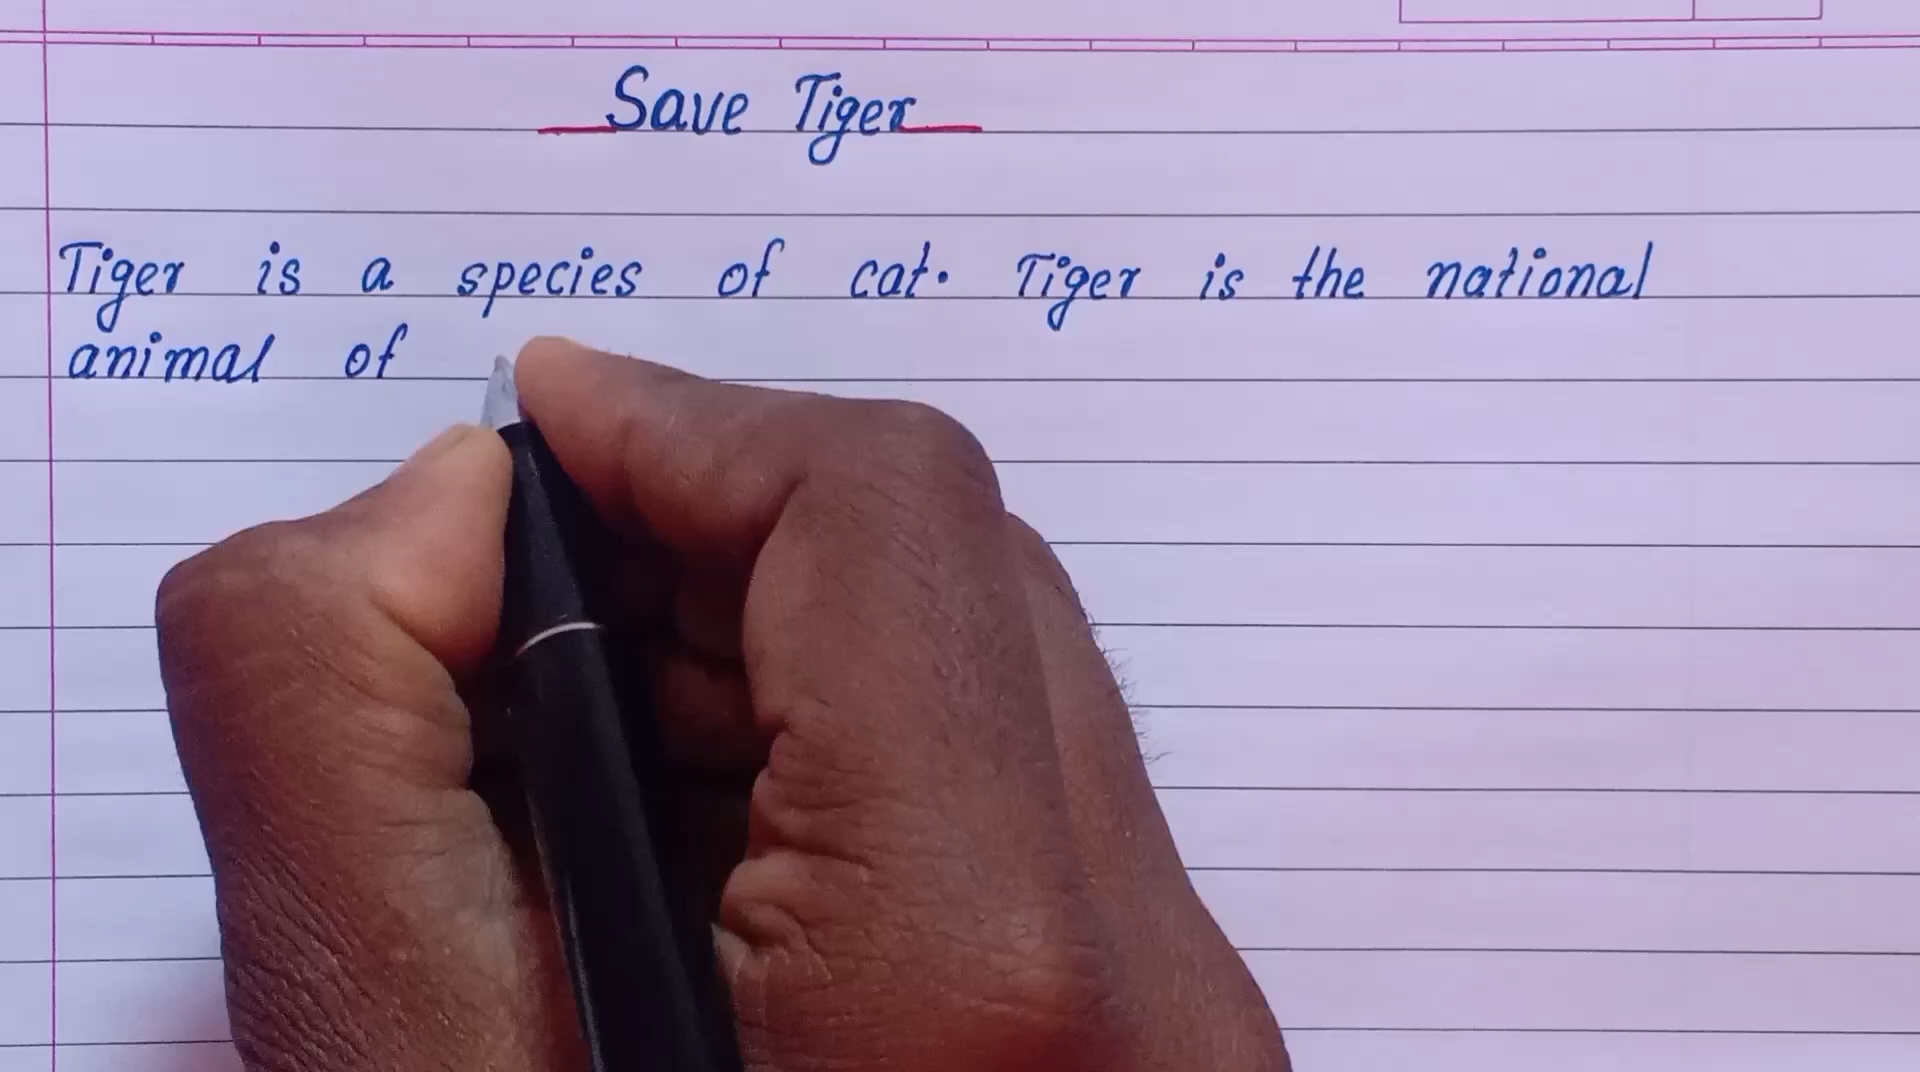 Save Tiger
Tiger is a species of cat. Tiger is the national
animal of